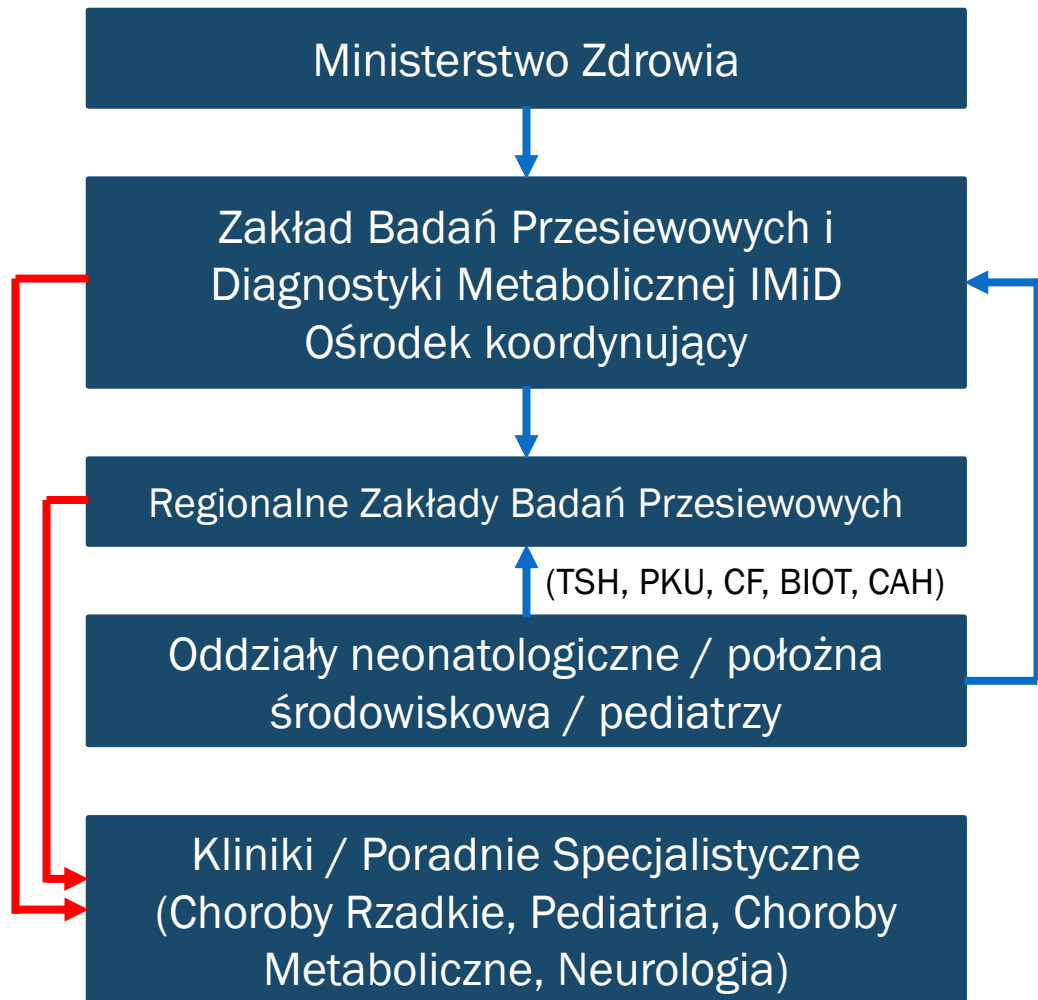 Ministerstwo Zdrowia
Zakład Badań Przesiewowych i
Diagnostyki Metabolicznej IMiD
Ośrodek koordynujący
Regionalne Zakłady Badań Przesiewowych
(TSH, PKU, CF, BIOT, CAH)
Oddziały neonatologiczne / położna
środowiskowa / pediatrzy
Kliniki / Poradnie Specjalistyczne
(Choroby Rzadkie, Pediatria, Choroby
Metaboliczne, Neurologia)